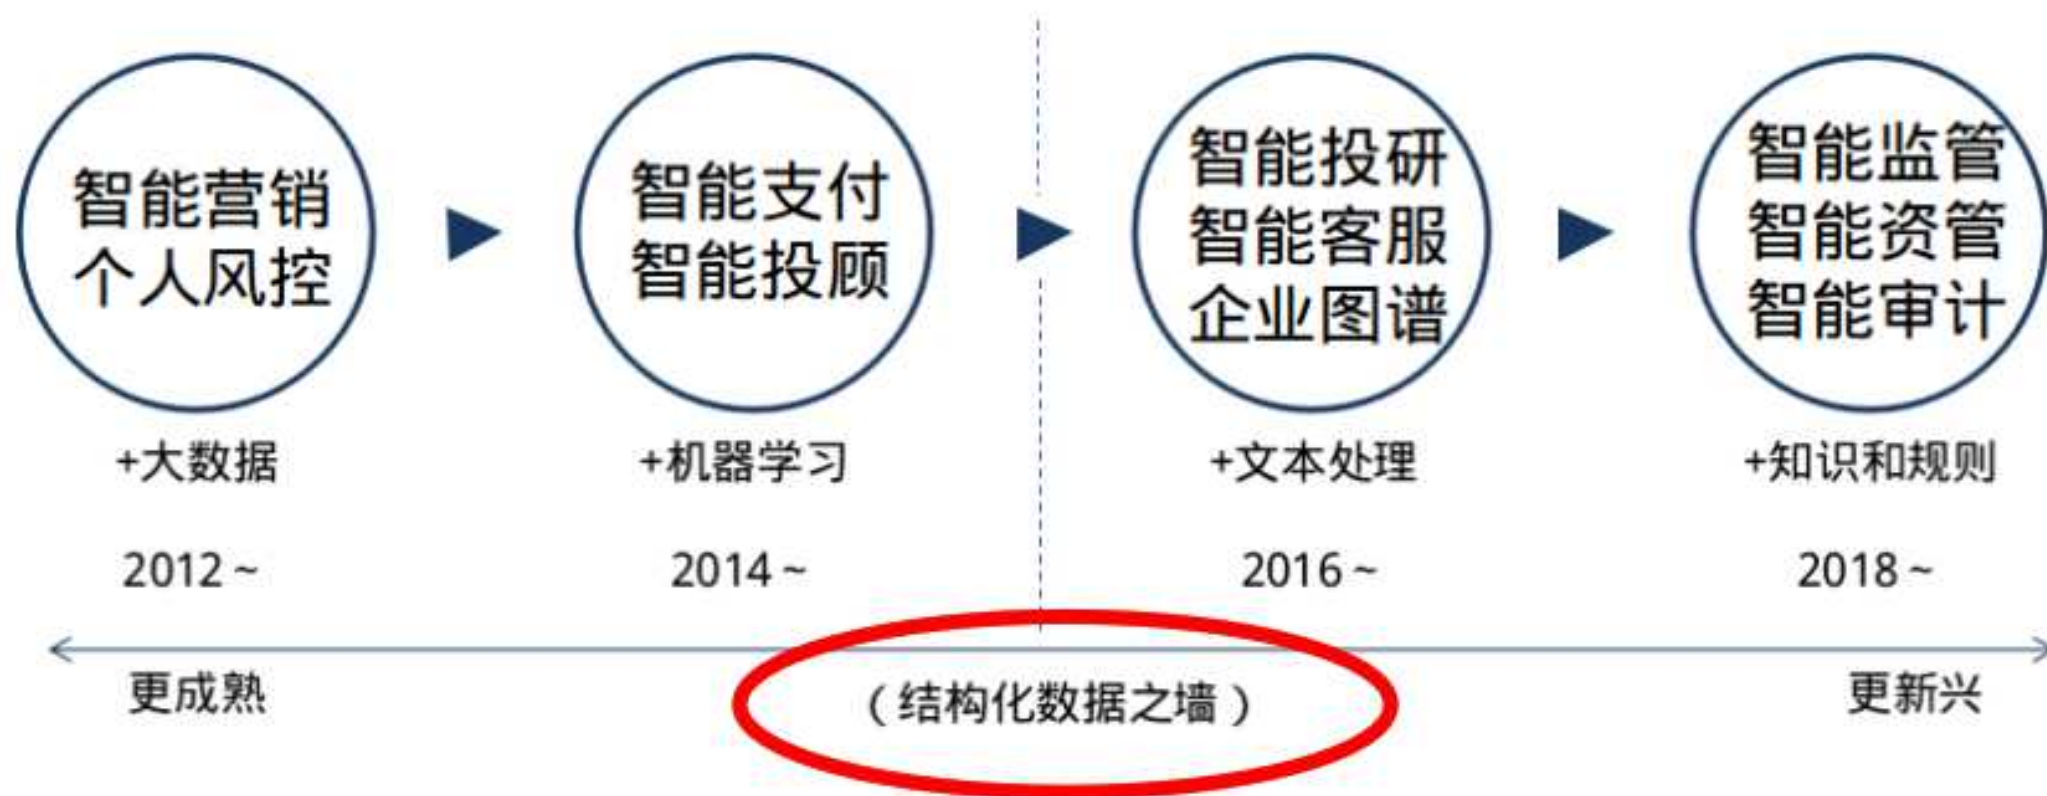 智能营销
个人风控
智能支付
智能投顾
智能投研
智能客服
企业图谱
智能监管
智能资管
智能审计
+大数据
+机器学习
+文本处理
+知识和规则
2012 ~
2014 ~
2016 ~
2018 ~
更成熟
（结构化数据之墙）
更新兴